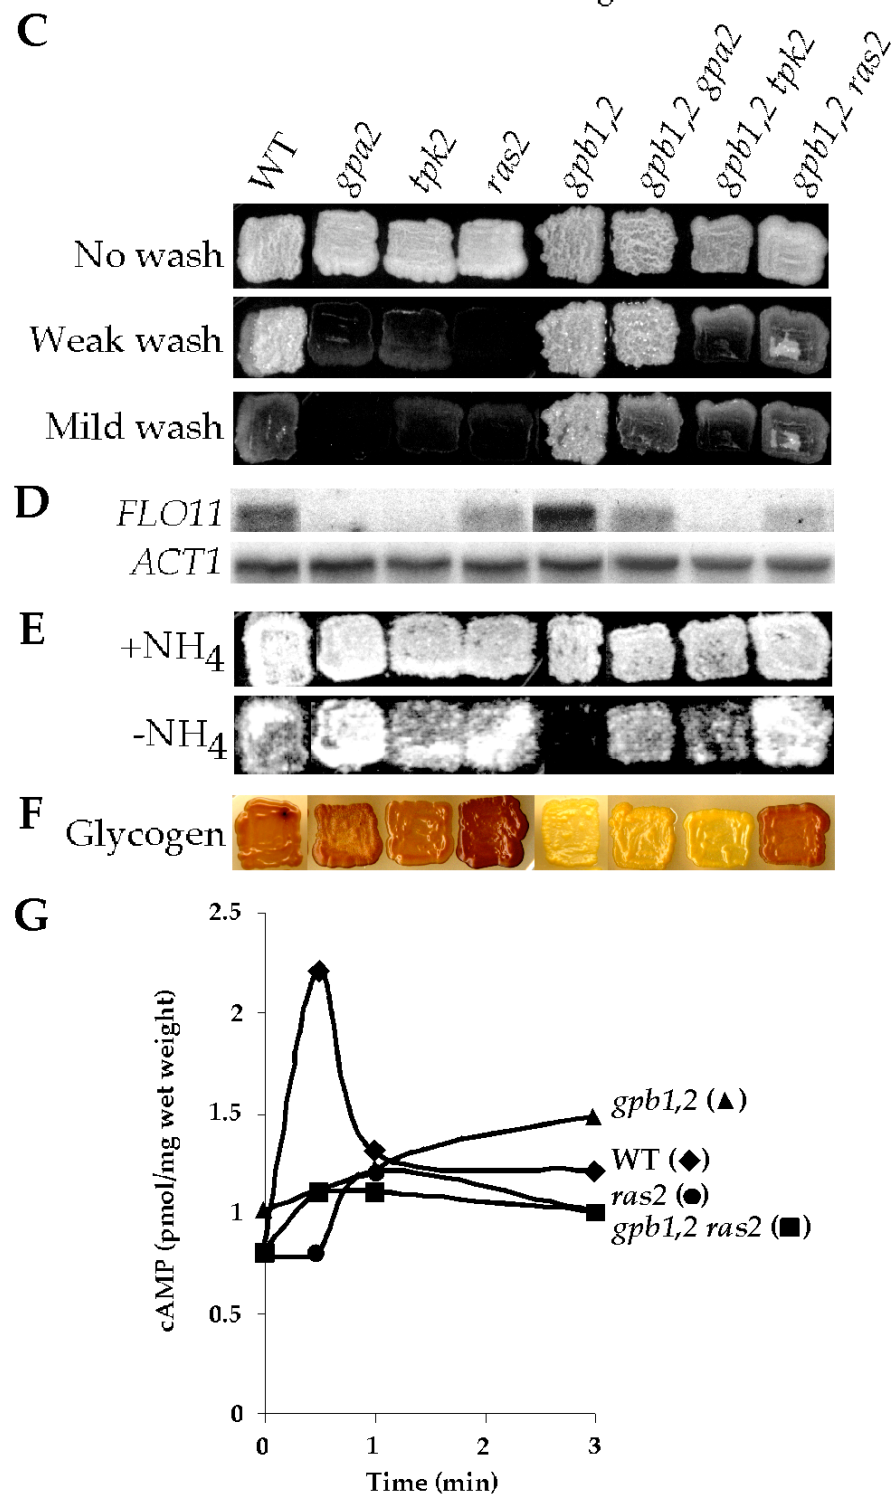 C
WT gpa2 tpk2 ras2 gpb1,2 gpb1,2 gpa2 gpb1,2 tpk2 gpb1,2 ras2
No wash
Weak wash
Mild wash
D
FLO11
ACT1
E
+NH4
-NH4
F
Glycogen
G
2.5
2
1.5
1
0.5
0
cAMP (pmol/mg wet weight)
gpb1,2 (▲)
WT (◆)
ras2 (●)
gpb1,2 ras2 (■)
0 1 2 3
Time (min)